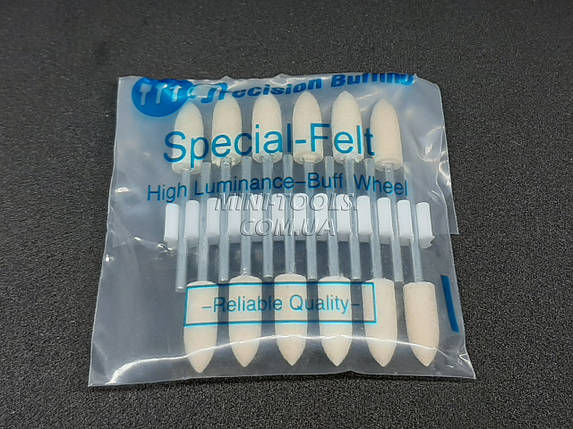 Precision Buffing
Special-Felt
High Luminance-Buff Wheel
MINI-TOOLS.
COM.UA
-Reliable Quality-